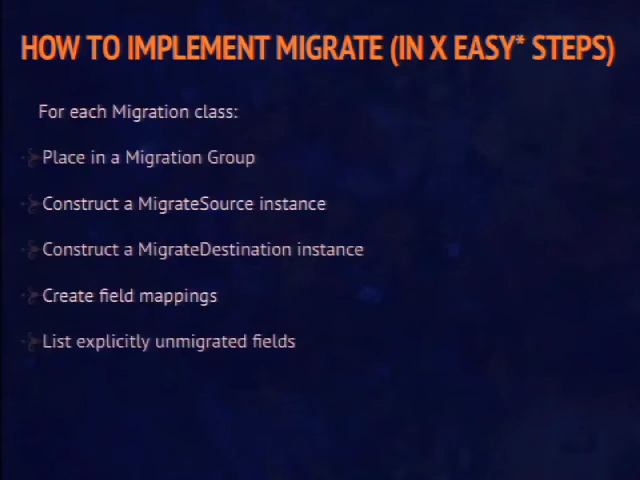 HOW TO IMPLEMENT MIGRATE (IN X EASY* STEPS)
For each Migration class:
Place in a Migration Group
Construct a MigrateSource instance
Construct a MigrateDestination instance
Create field mappings
List explicitly unmigrated fields